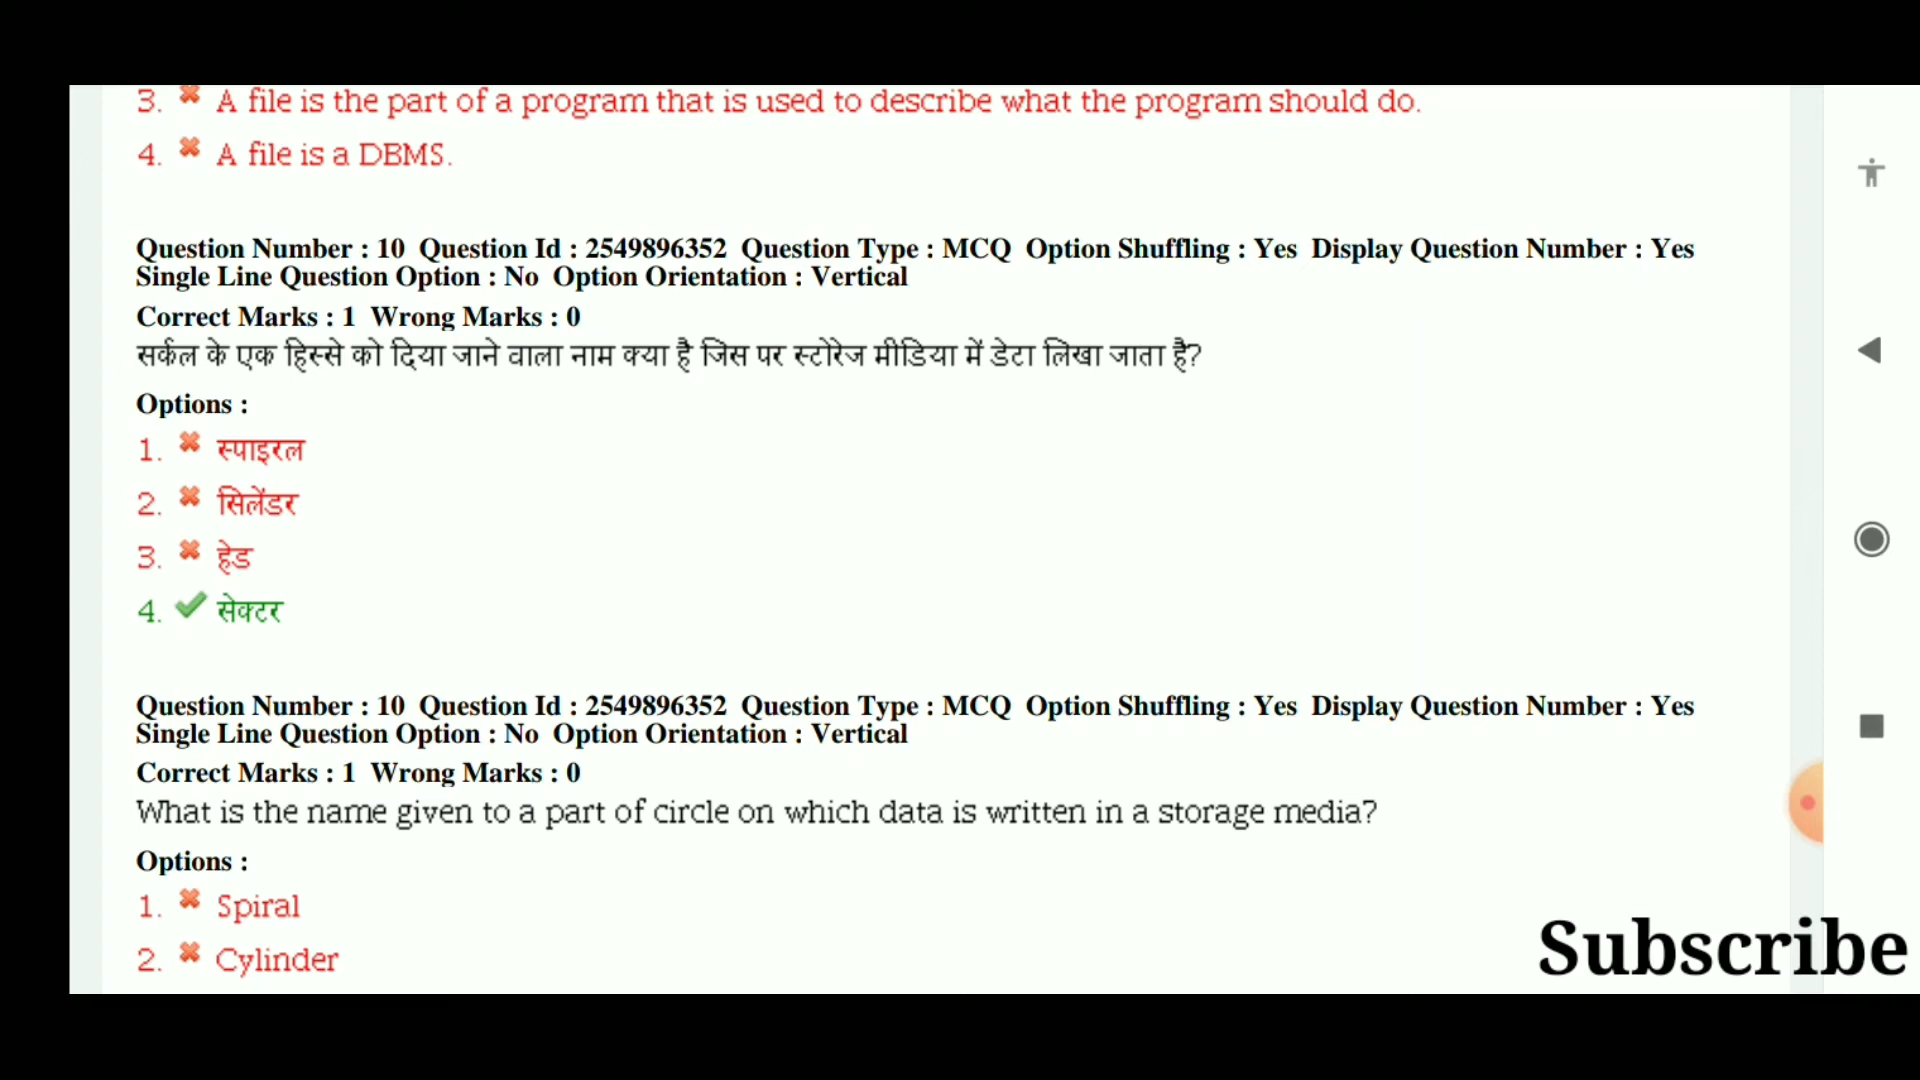 3. A file is the part of a program that is used to describe what the program should do.
4. A file is a DBMS.
Question Number : 10 Question Id : 2549896352 Question Type : MCQ Option Shuffling : Yes Display Question Number : Yes
Single Line Question Option : No Option Orientation : Vertical
Correct Marks : 1 Wrong Marks : 0
सर्कल के एक हिस्से को दिया जाने वाला नाम क्या है जिस पर स्टोरेज मीडिया में डेटा लिखा जाता है?
Options :
1. स्पाइरल
2. सिलेंडर
3. हेड
4. सेक्टर
Question Number : 10 Question Id : 2549896352 Question Type : MCQ Option Shuffling : Yes Display Question Number : Yes
Single Line Question Option : No Option Orientation : Vertical
Correct Marks : 1 Wrong Marks : 0
What is the name given to a part of circle on which data is written in a storage media?
Options :
1. Spiral
2. Cylinder
Subscribe